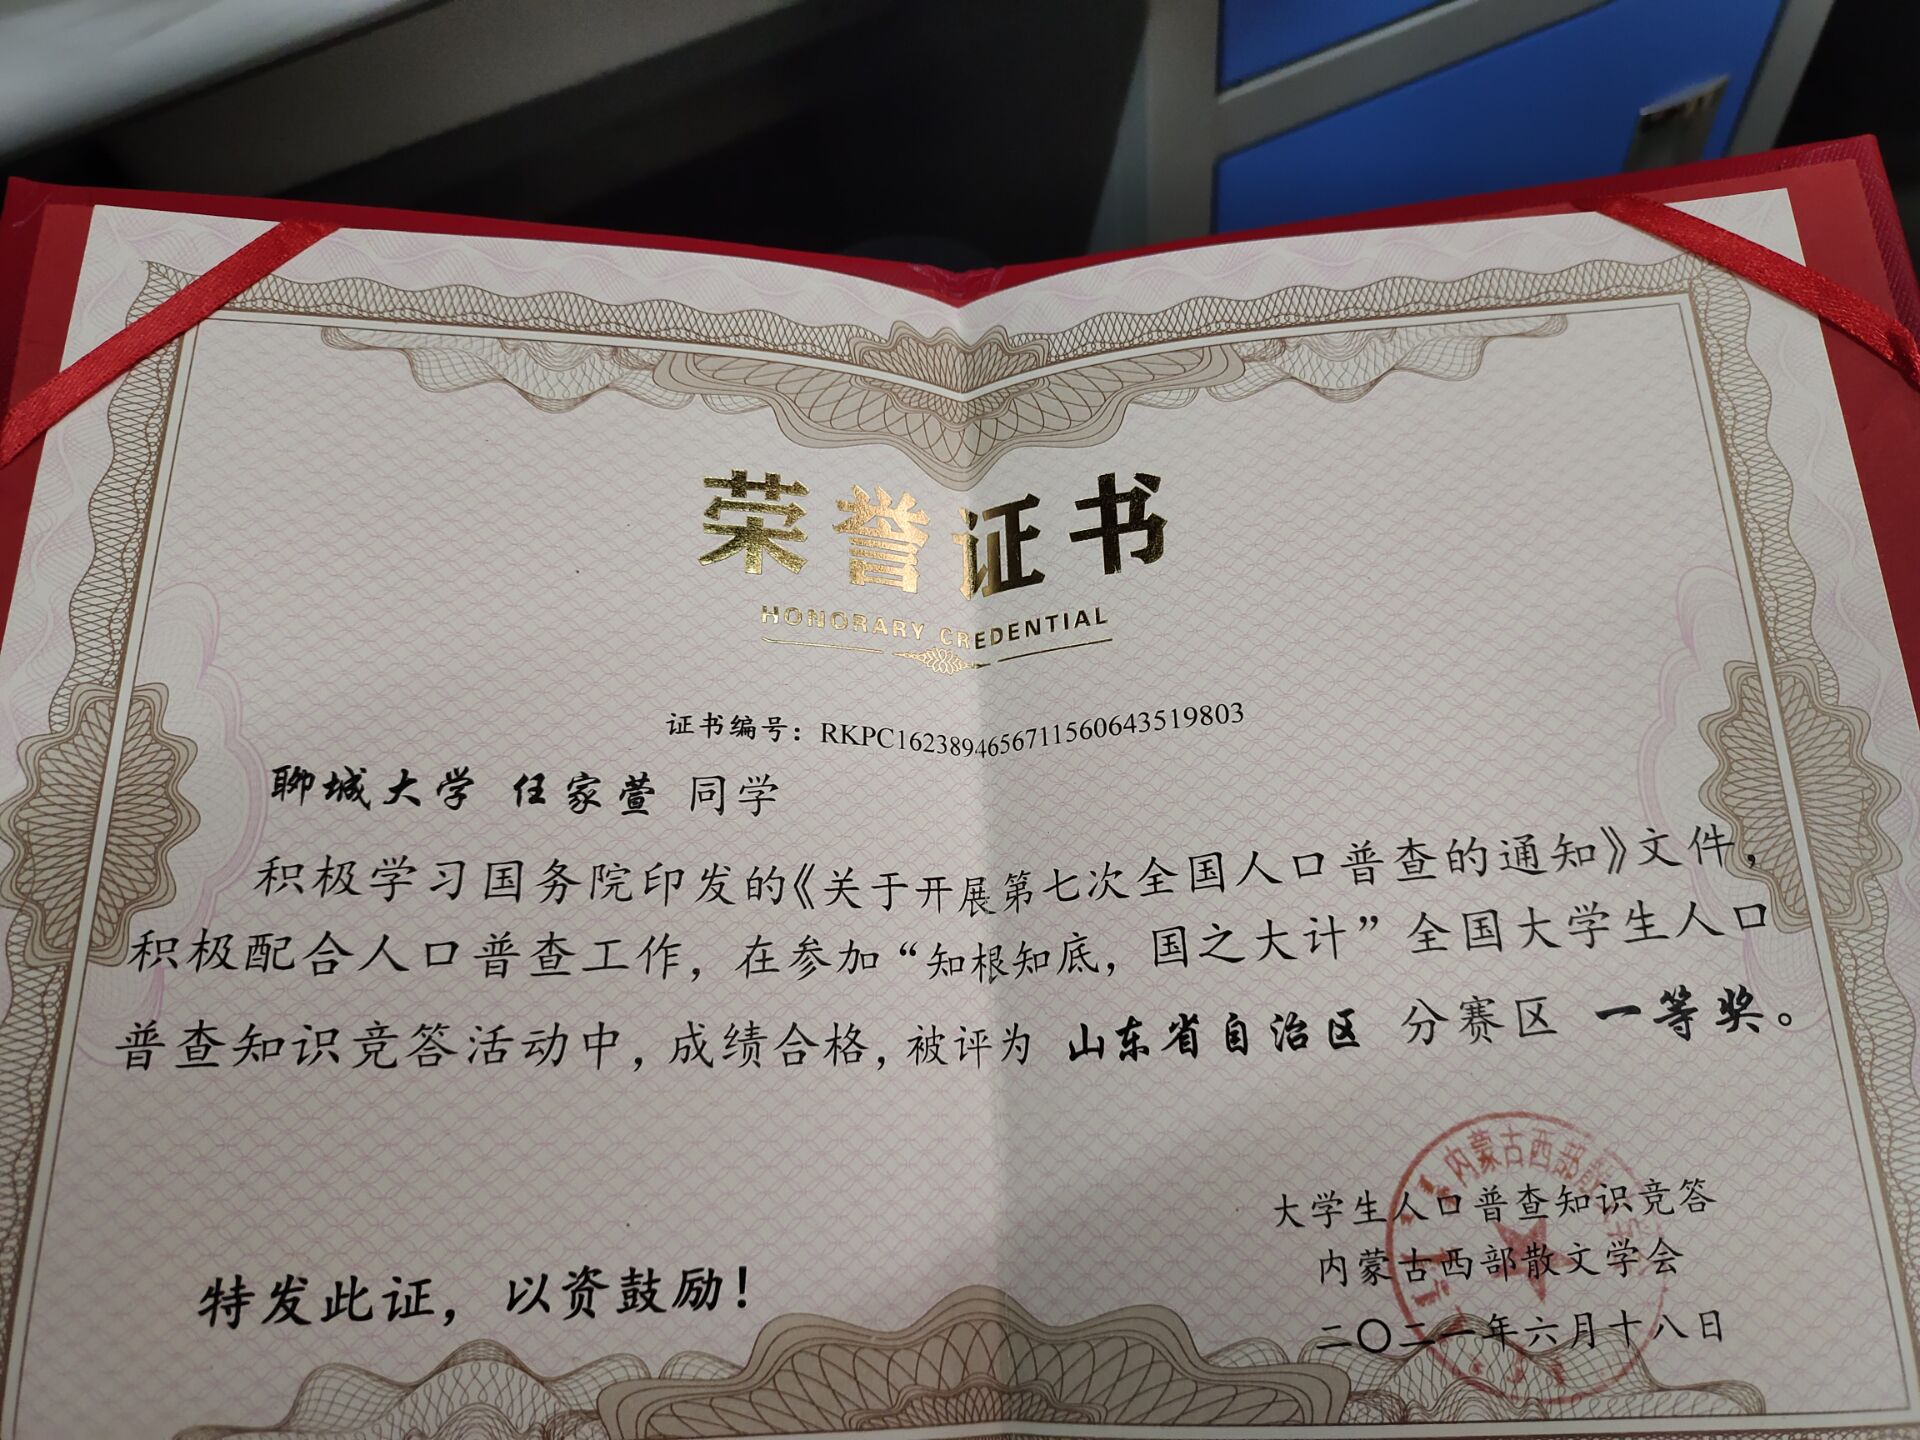 荣誉证书
HONORARY CREDENTIAL
证书编号：RKPC16238946567115606435​19803
聊城大学 任家萱 同学
积极学习国务院印发的《关于开展第七次全国人口普查的通知》文件，
积极配合人口普查工作，在参加“知根知底，国之大计”全国大学生人口
普查知识竞答活动中，成绩合格，被评为 山东省自治区 分赛区 一等奖。
特发此证，以资鼓励！
内蒙古西部
大学生人口普查知识竞答
内蒙古西部散文学会
二〇二一年六月十八日